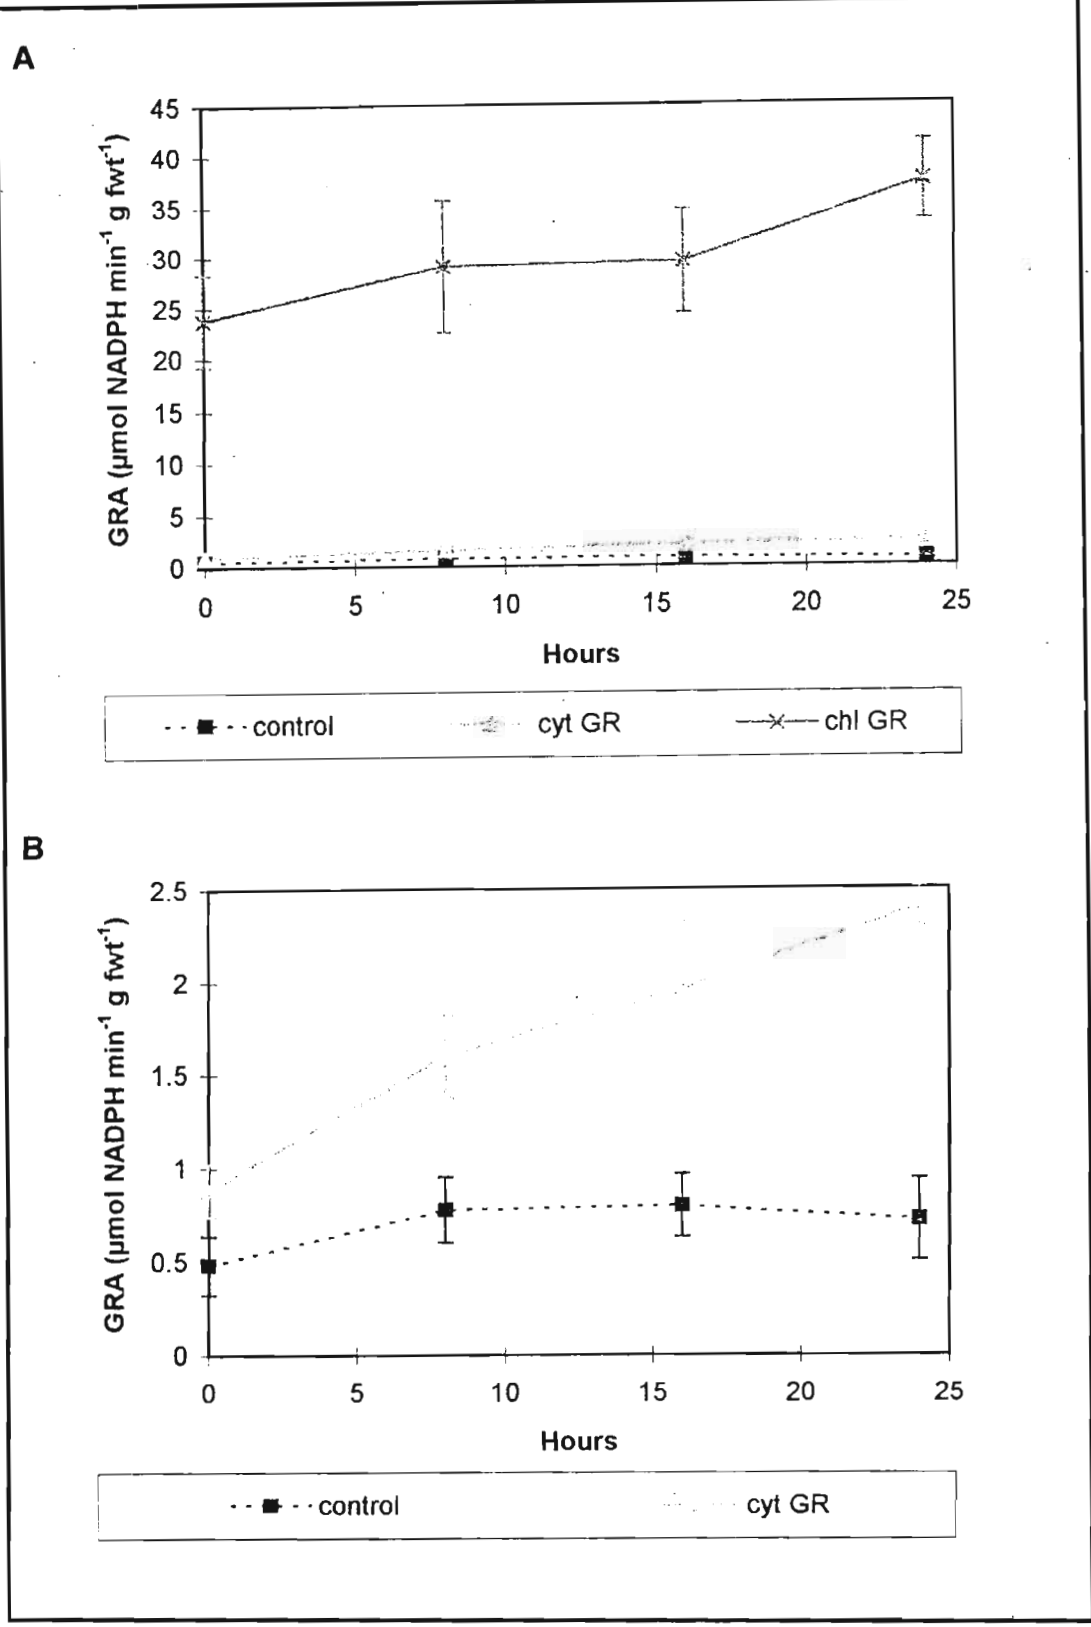 A
45
40
35
30
25
20
15
10
5
0
GRA (µmol NADPH min⁻¹ g fwt⁻¹)
0 5 10 15 20 25
Hours
control cyt GR chl GR
B
2.5
2
1.5
1
0.5
0
GRA (µmol NADPH min⁻¹ g fwt⁻¹)
0 5 10 15 20 25
Hours
control cyt GR